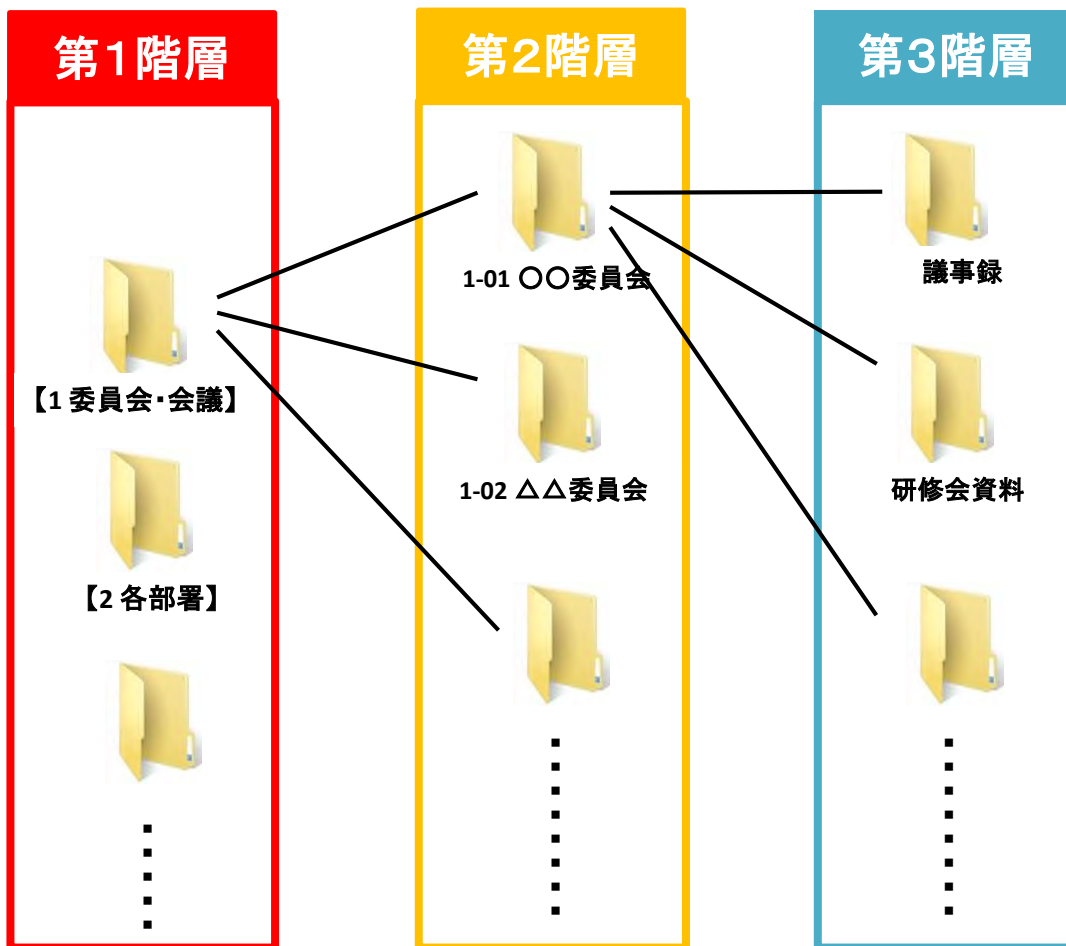 第1階層
第2階層
第3階層
【1 委員会・会議】
【2 各部署】
1-01 〇〇委員会
1-02 △△委員会
議事録
研修会資料